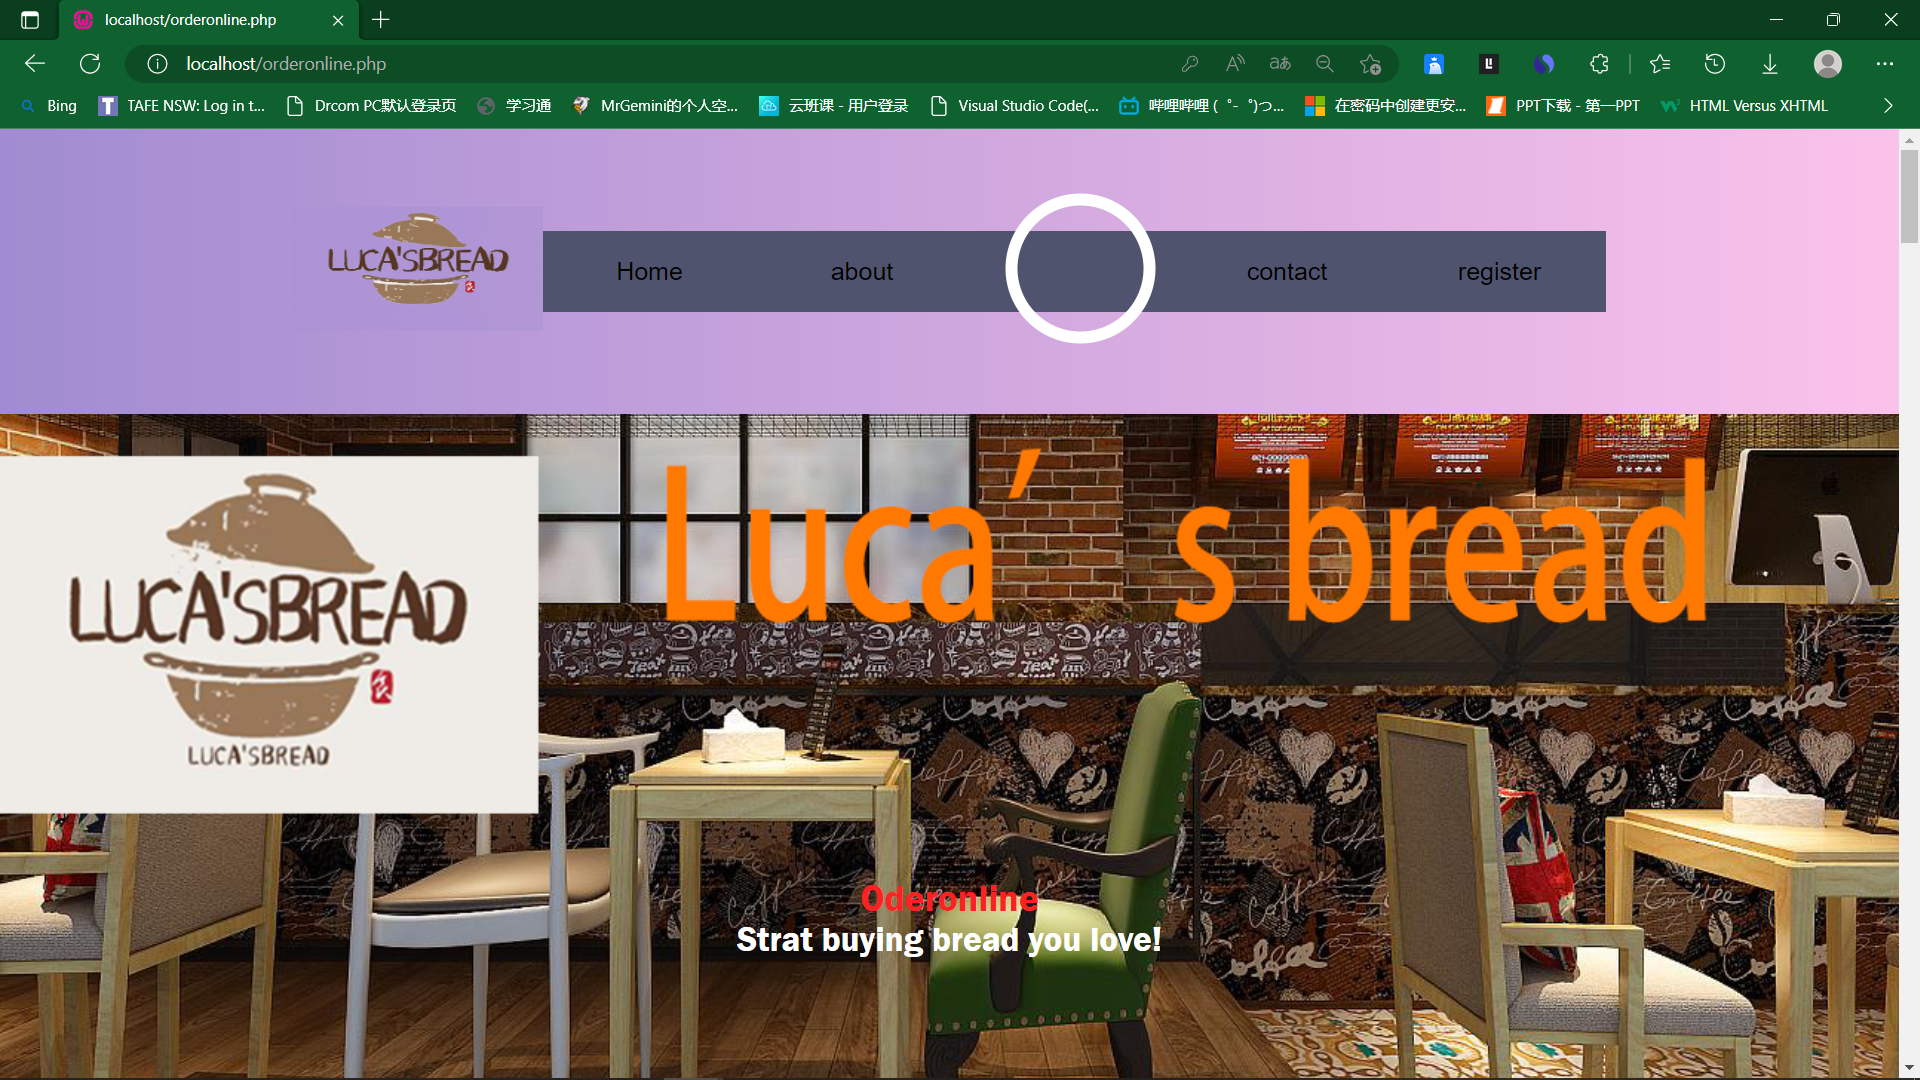 localhost/orderonline.php
localhost/orderonline.php
Bing
TAFE NSW: Log in t...
Drcom PC默认登录页
学习通
MrGemini的个人空...
云班课 - 用户登录
Visual Studio Code(...
哔哩哔哩 ( ゜- ゜)つ...
在密码中创建更安...
PPT下载 - 第一PPT
HTML Versus XHTML
LUCA'SBREAD
Home
about
contact
register
Luca’s bread
LUCA'SBREAD
LUCA'SBREAD
Oderonline
Strat buying bread you love!